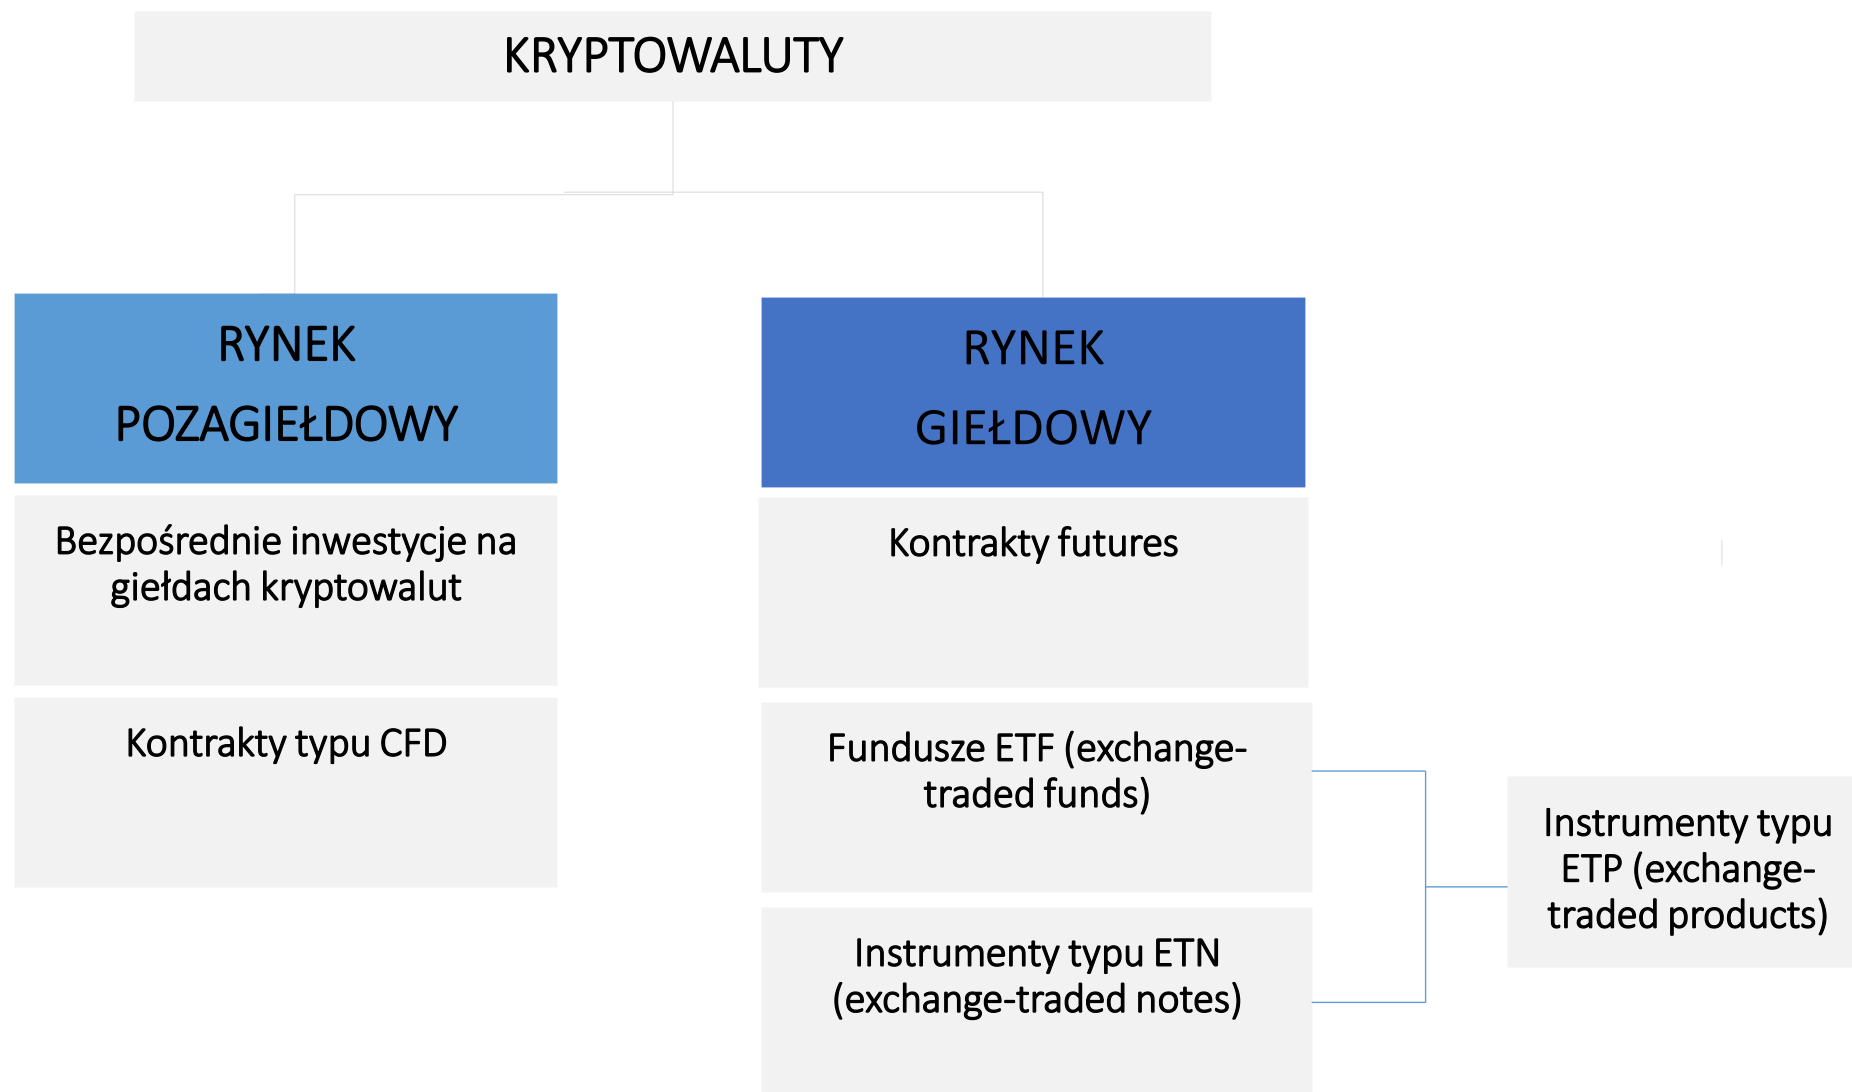 KRYPTOWALUTY
RYNEK
POZAGIEŁDOWY
Bezpośrednie inwestycje na
giełdach kryptowalut
Kontrakty typu CFD
RYNEK
GIEŁDOWY
Kontrakty futures
Fundusze ETF (exchange-
traded funds)
Instrumenty typu ETN
(exchange-traded notes)
Instrumenty typu
ETP (exchange-
traded products)